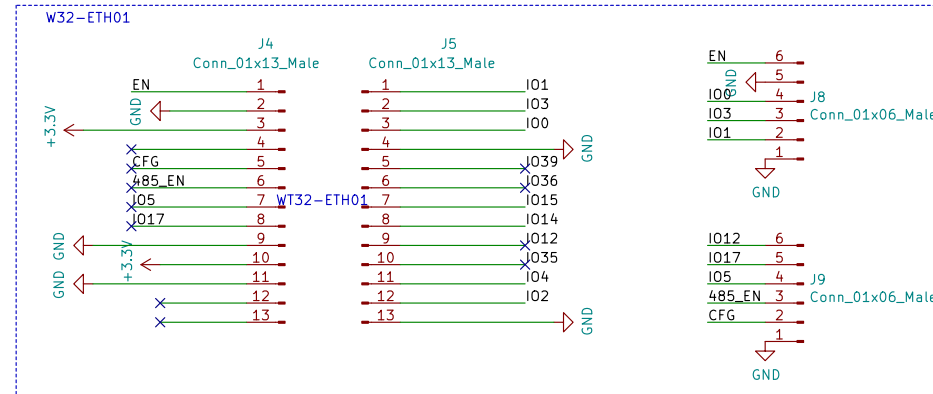 W32-ETH01
J4
Conn_01x13_Male
EN 1
GND 2
+3.3V 3
4
CFG 5
485_EN 6
IO5 7
IO17 8
GND 9
+3.3V 10
GND 11
12
13
WT32-ETH01
J5
Conn_01x13_Male
1 IO1
2 IO3
3 IO0
4 GND
5 IO39
6 IO36
7 IO15
8 IO14
9 IO12
10 IO35
11 IO4
12 IO2
13 GND
EN 6
GND 5
IO0 4
IO3 3
IO1 2
1
GND
J8
Conn_01x06_Male
IO12 6
IO17 5
IO5 4
485_EN 3
CFG 2
1
GND
J9
Conn_01x06_Male